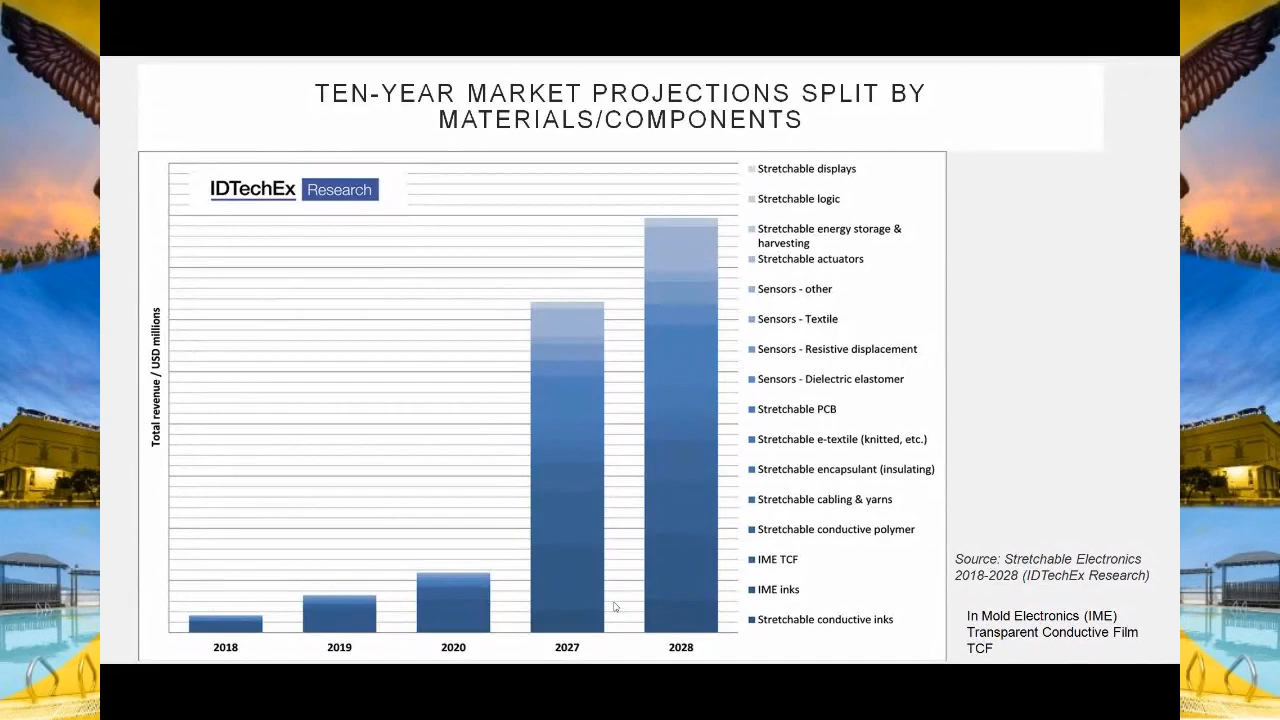 TEN-YEAR MARKET PROJECTIONS SPLIT BY
MATERIALS/COMPONENTS
IDTechEx Research
Total revenue / USD millions
2018
2019
2020
2027
2028
Stretchable displays
Stretchable logic
Stretchable energy storage &
harvesting
Stretchable actuators
Sensors - other
Sensors - Textile
Sensors - Resistive displacement
Sensors - Dielectric elastomer
Stretchable PCB
Stretchable e-textile (knitted, etc.)
Stretchable encapsulant (insulating)
Stretchable cabling & yarns
Stretchable conductive polymer
IME TCF
IME inks
Stretchable conductive inks
Source: Stretchable Electronics
2018-2028 (IDTechEx Research)
In Mold Electronics (IME)
Transparent Conductive Film
TCF